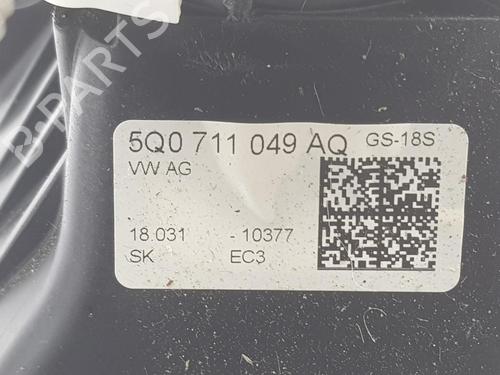 B-PARTS
5Q0 711 049 AQ GS-18S
VW AG
18.031 -10377
SK EC3